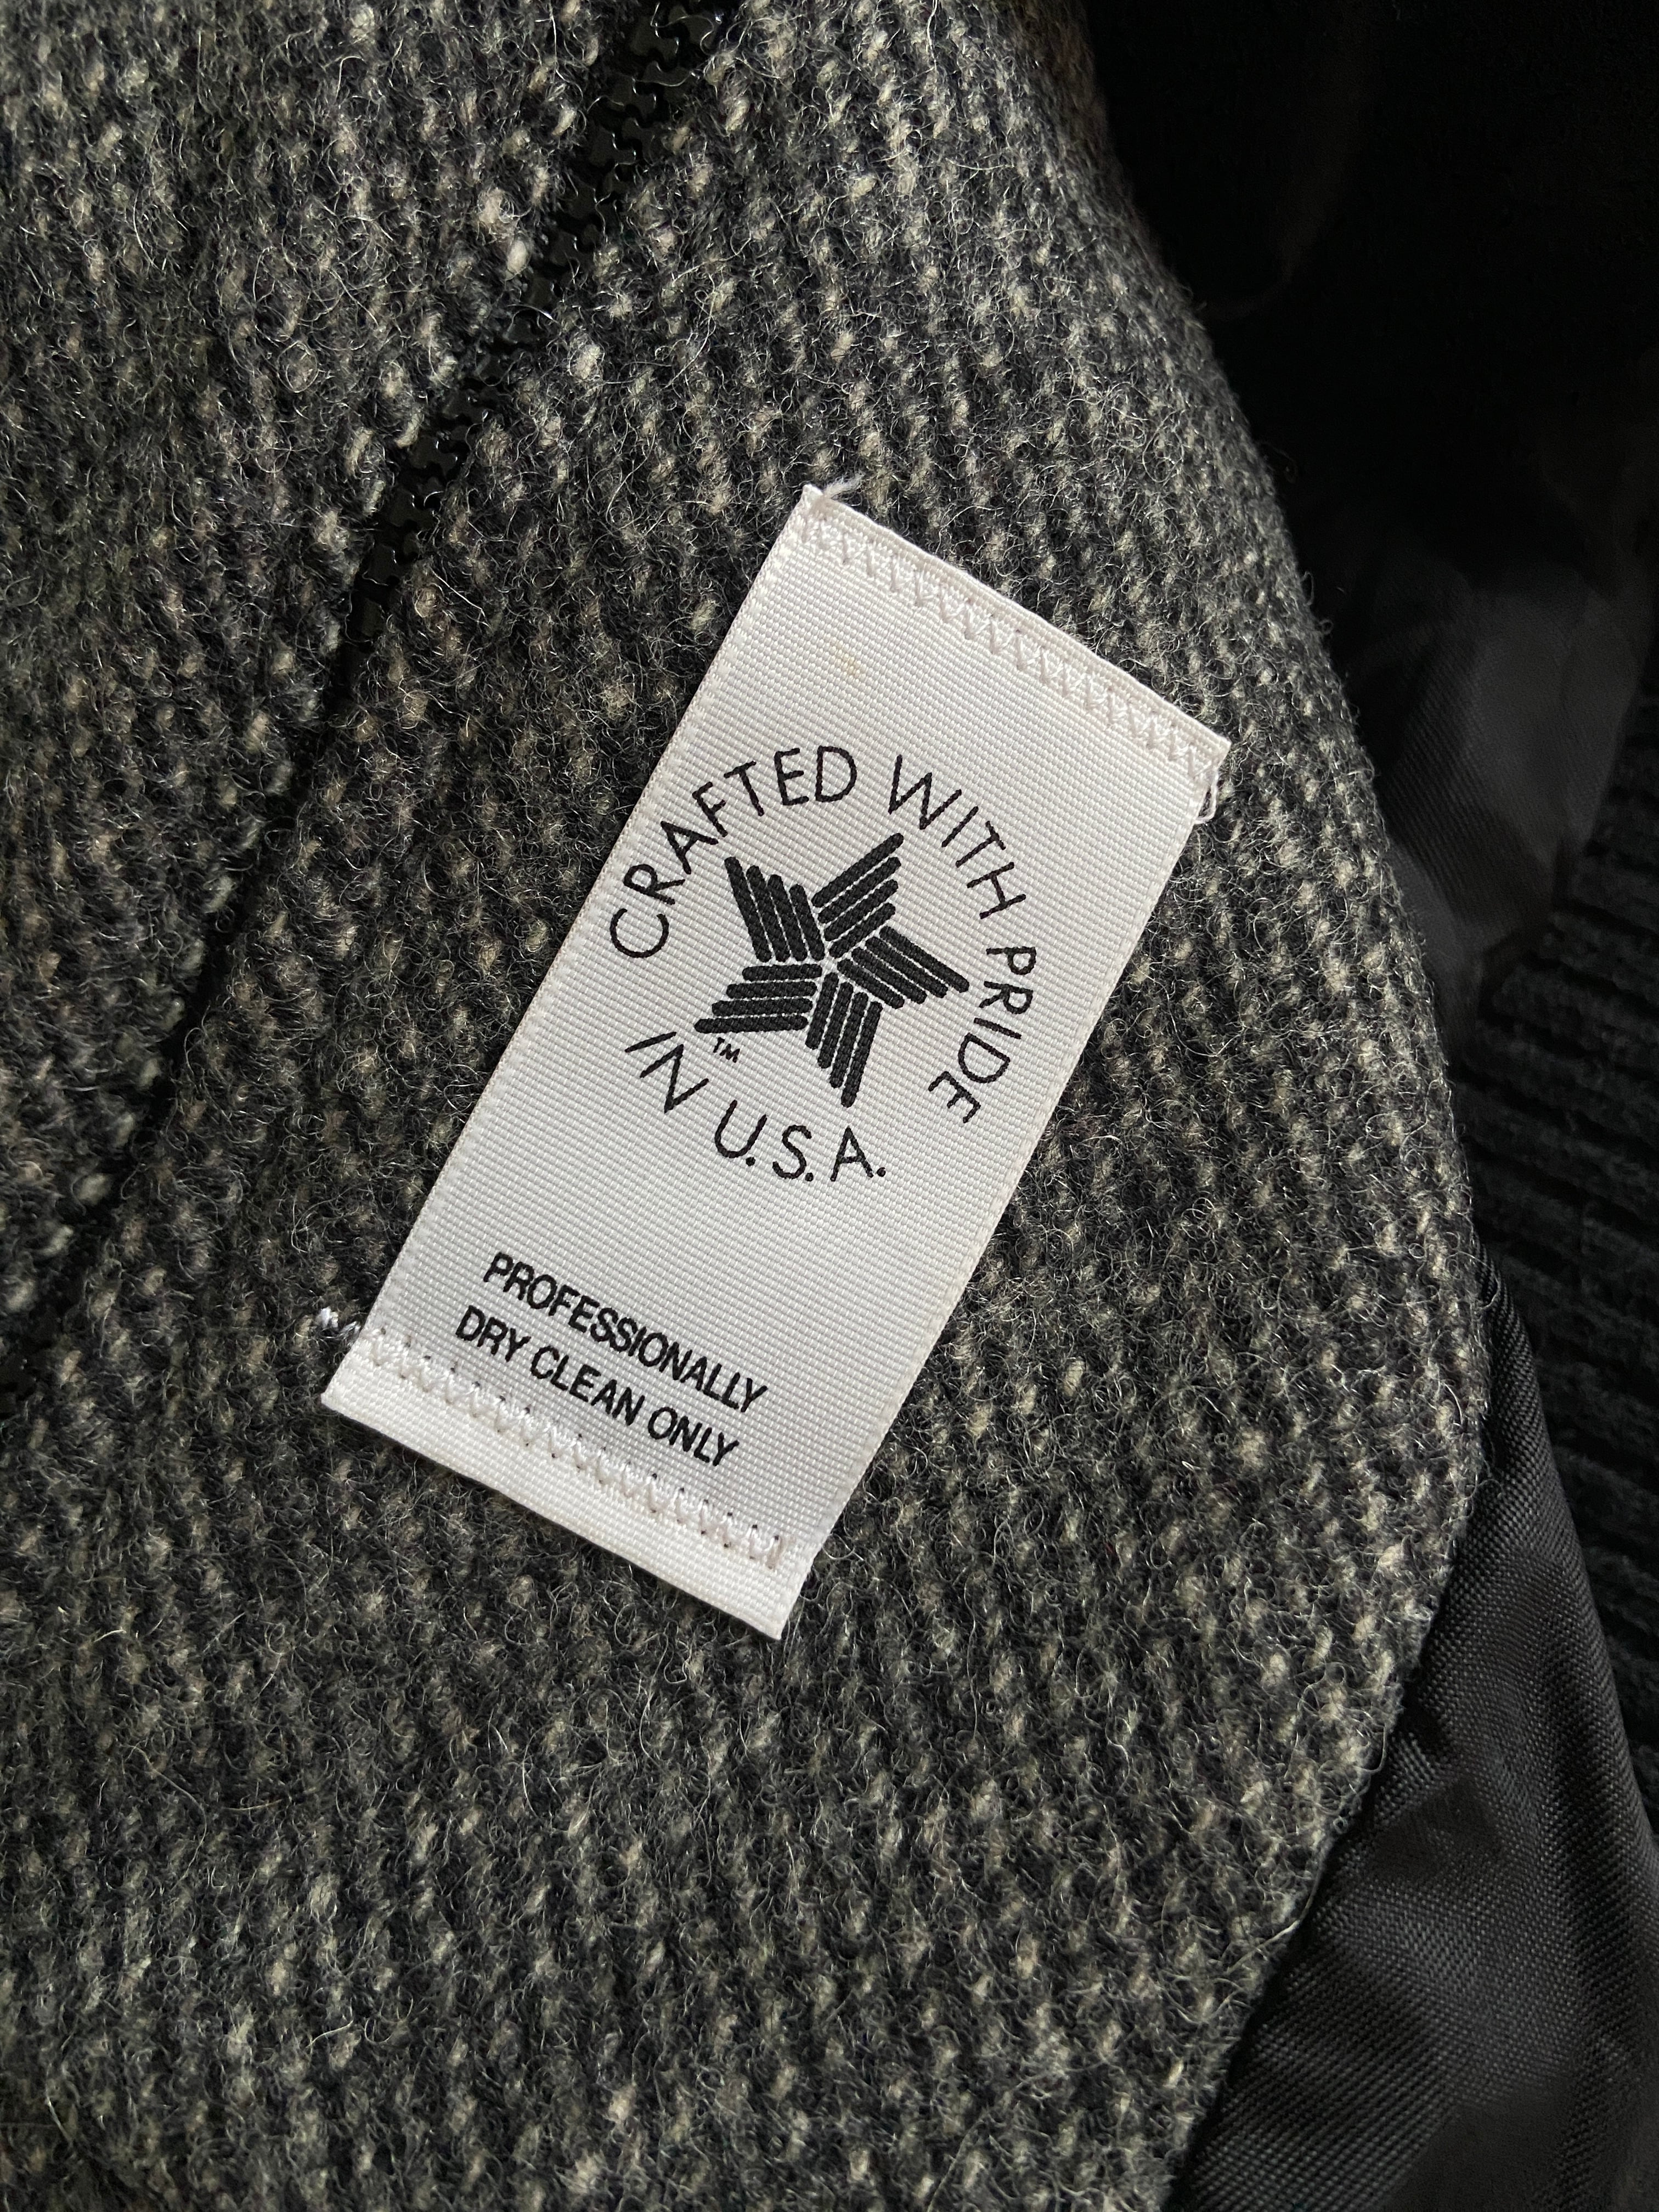 CRAFTED WITH PRIDE
IN U.S.A.
™
PROFESSIONALLY
DRY CLEAN ONLY